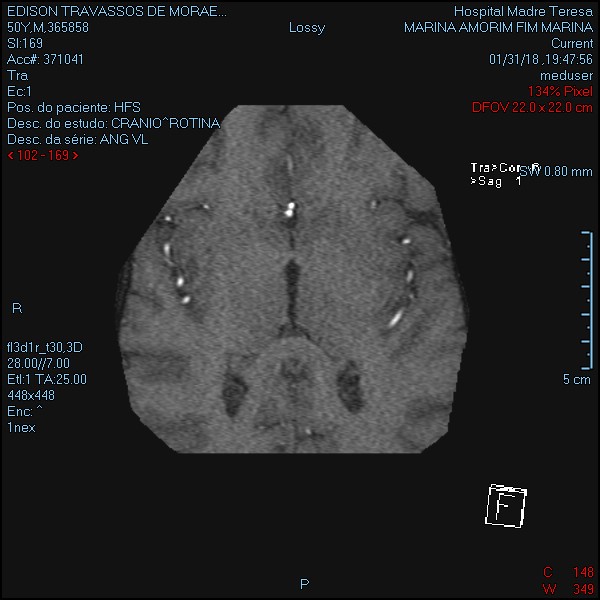 EDISON TRAVASSOS DE MORAE...
50Y,M,365858
Sl:169
Acc#: 371041
Tra
Ec:1
Pos. do paciente: HFS
Desc. do estudo: CRANIO^ROTINA
Desc. da série: ANG VL
< 102 - 169 >
Lossy
Hospital Madre Teresa
MARINA AMORIM FIM MARINA
Current
01/31/18 ,19:47:56
meduser
134% Pixel
DFOV 22.0 x 22.0 cm
Tra>Cor
SW 0.80 mm
>Sag 1
R
fl3d1r_t30,3D
28.00//7.00
Etl:1 TA:25.00
448x448
Enc: ^
1nex
5 cm
F
P
C 148
W 349